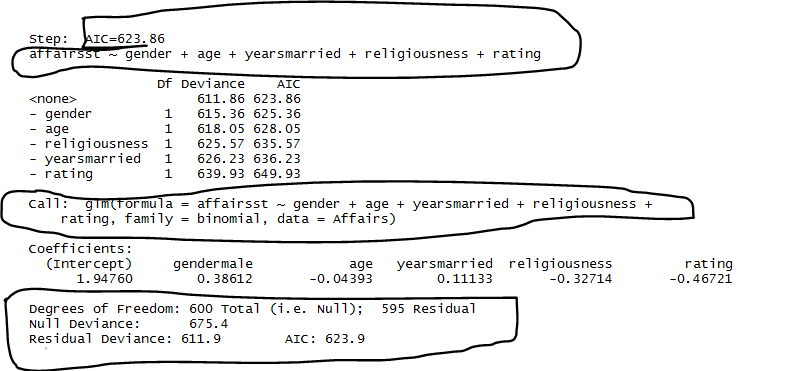 Step:  AIC=623.86
affairsst ~ gender + age + yearsmarried + religiousness + rating
Df Deviance    AIC
<none>               611.86 623.86
- gender         1   615.36 625.36
- age            1   618.05 628.05
- religiousness  1   625.57 635.57
- yearsmarried   1   626.23 636.23
- rating         1   639.93 649.93
Call:  glm(formula = affairsst ~ gender + age + yearsmarried + religiousness +
rating, family = binomial, data = Affairs)
Coefficients:
(Intercept)     gendermale            age   yearsmarried  religiousness         rating
1.94760        0.38612       -0.04393        0.11133       -0.32714       -0.46721
Degrees of Freedom: 600 Total (i.e. Null);  595 Residual
Null Deviance:      675.4
Residual Deviance: 611.9        AIC: 623.9